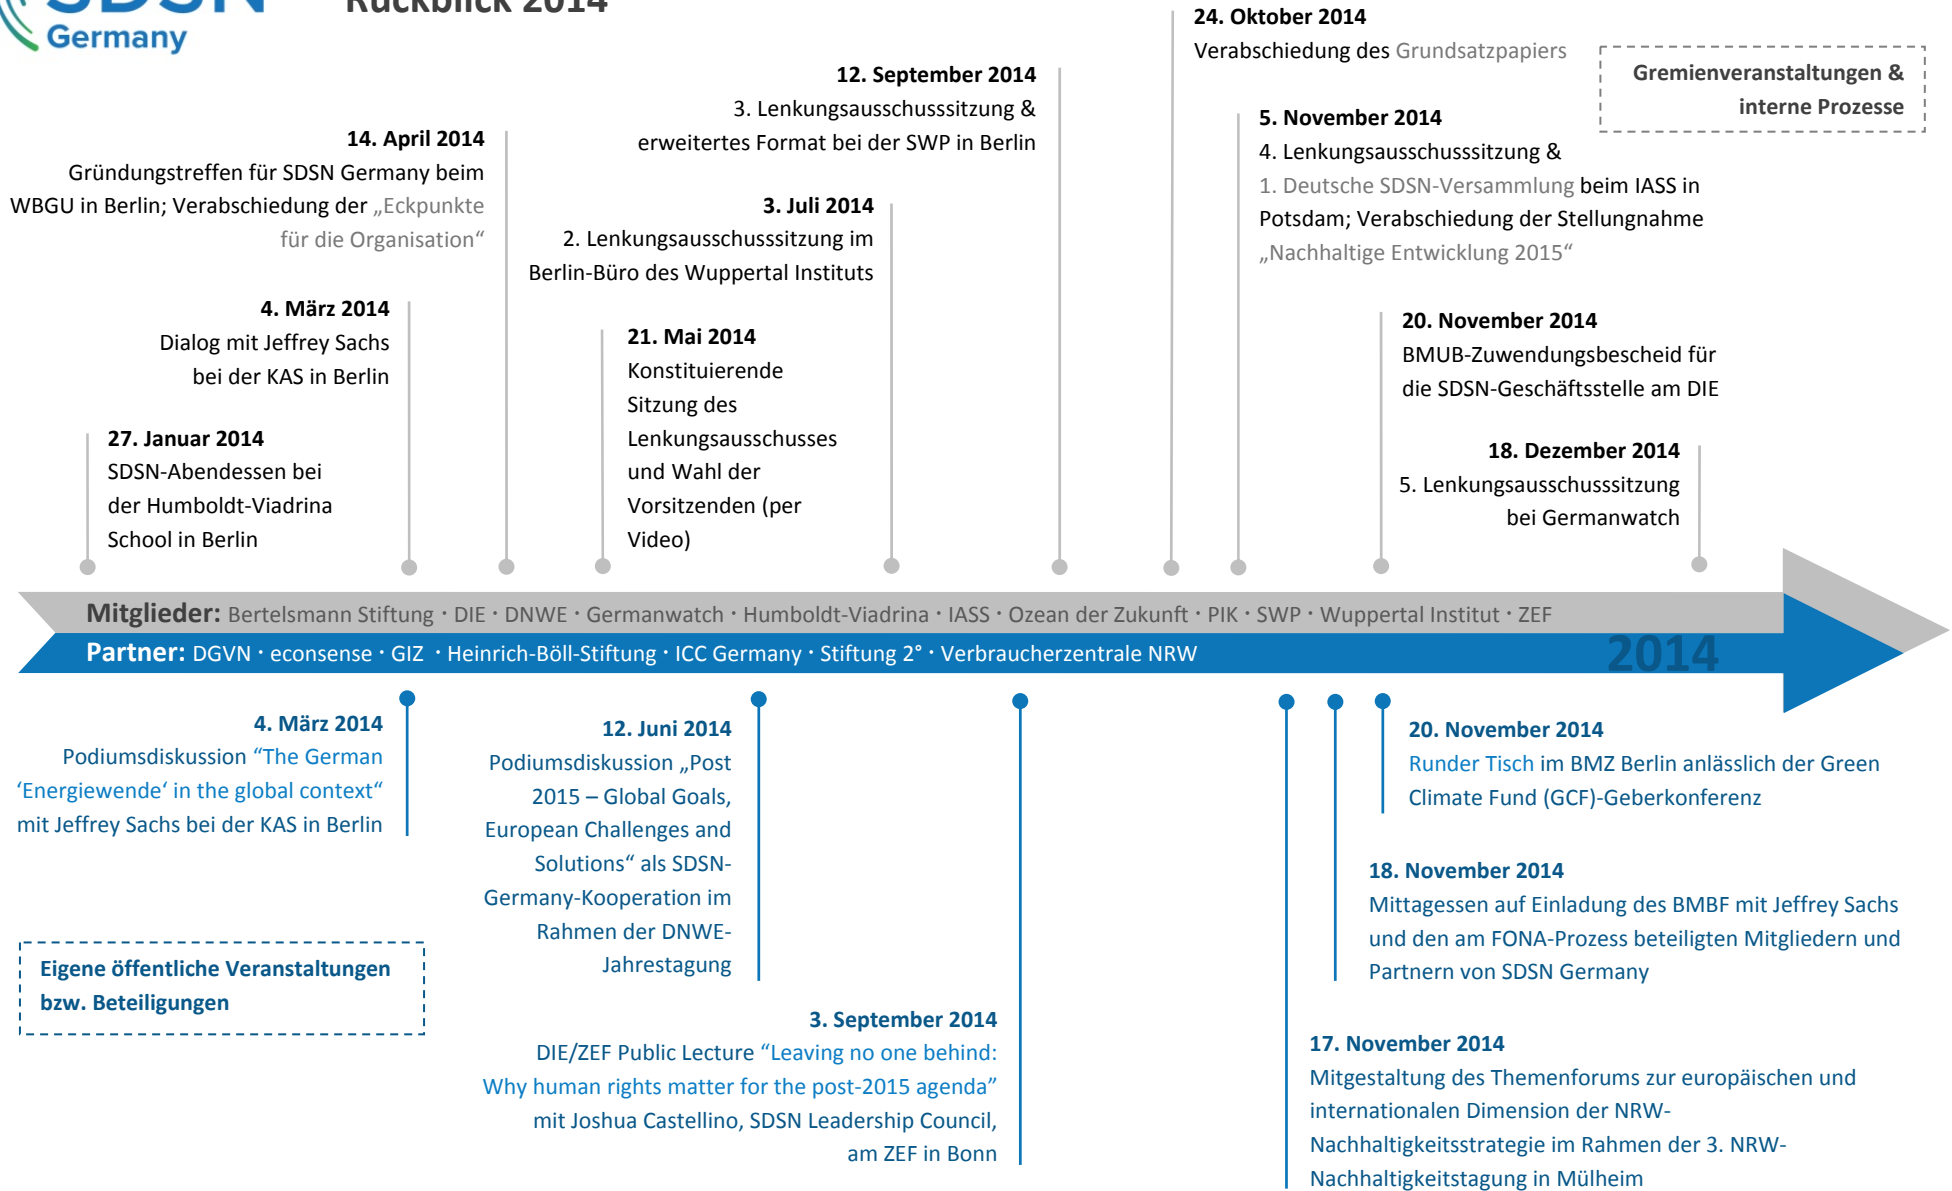 SDSN
Germany
Rückblick 2014
24. Oktober 2014
Verabschiedung des Grundsatzpapiers
Gremienveranstaltungen &
interne Prozesse
12. September 2014
3. Lenkungsausschusssitzung &
erweitertes Format bei der SWP in Berlin
5. November 2014
4. Lenkungsausschusssitzung &
1. Deutsche SDSN-Versammlung beim IASS in
Potsdam; Verabschiedung der Stellungnahme
„Nachhaltige Entwicklung 2015“
14. April 2014
Gründungstreffen für SDSN Germany beim
WBGU in Berlin; Verabschiedung der „Eckpunkte
für die Organisation“
3. Juli 2014
2. Lenkungsausschusssitzung im
Berlin-Büro des Wuppertal Instituts
4. März 2014
Dialog mit Jeffrey Sachs
bei der KAS in Berlin
21. Mai 2014
Konstituierende
Sitzung des
Lenkungsausschusses
und Wahl der
Vorsitzenden (per
Video)
20. November 2014
BMUB-Zuwendungsbescheid für
die SDSN-Geschäftsstelle am DIE
27. Januar 2014
SDSN-Abendessen bei
der Humboldt-Viadrina
School in Berlin
18. Dezember 2014
5. Lenkungsausschusssitzung
bei Germanwatch
Mitglieder: Bertelsmann Stiftung · DIE · DNWE · Germanwatch · Humboldt-Viadrina · IASS · Ozean der Zukunft · PIK · SWP · Wuppertal Institut · ZEF
Partner: DGVN · econsense · GIZ · Heinrich-Böll-Stiftung · ICC Germany · Stiftung 2° · Verbraucherzentrale NRW
2014
4. März 2014
Podiumsdiskussion “The German
‘Energiewende‘ in the global context“
mit Jeffrey Sachs bei der KAS in Berlin
12. Juni 2014
Podiumsdiskussion „Post
2015 – Global Goals,
European Challenges and
Solutions“ als SDSN-
Germany-Kooperation im
Rahmen der DNWE-
Jahrestagung
20. November 2014
Runder Tisch im BMZ Berlin anlässlich der Green
Climate Fund (GCF)-Geberkonferenz
18. November 2014
Mittagessen auf Einladung des BMBF mit Jeffrey Sachs
und den am FONA-Prozess beteiligten Mitgliedern und
Partnern von SDSN Germany
Eigene öffentliche Veranstaltungen
bzw. Beteiligungen
3. September 2014
DIE/ZEF Public Lecture “Leaving no one behind:
Why human rights matter for the post-2015 agenda”
mit Joshua Castellino, SDSN Leadership Council,
am ZEF in Bonn
17. November 2014
Mitgestaltung des Themenforums zur europäischen und
internationalen Dimension der NRW-
Nachhaltigkeitsstrategie im Rahmen der 3. NRW-
Nachhaltigkeitstagung in Mülheim